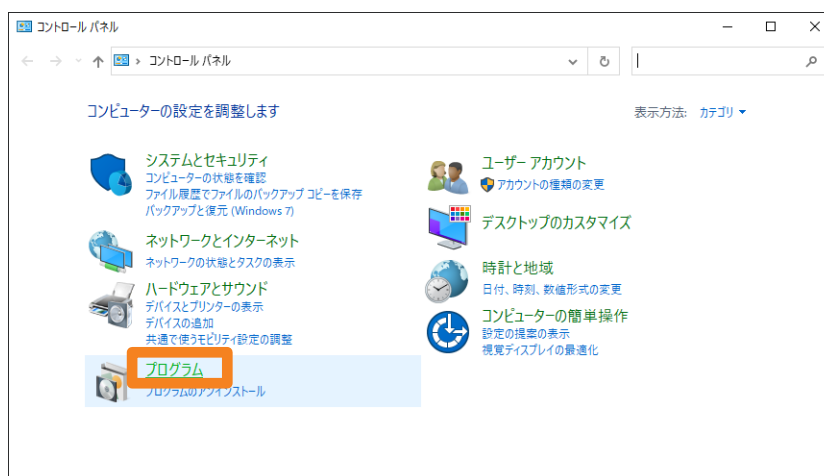 コントロール パネル
コントロール パネル
コンピューターの設定を調整します
表示方法: カテゴリ
システムとセキュリティ
コンピューターの状態を確認
ファイル履歴でファイルのバックアップ コピーを保存
バックアップと復元 (Windows 7)
ネットワークとインターネット
ネットワークの状態とタスクの表示
ハードウェアとサウンド
デバイスとプリンターの表示
デバイスの追加
共通で使うモビリティ設定の調整
プログラム
プログラムのアンインストール
ユーザー アカウント
アカウントの種類の変更
デスクトップのカスタマイズ
時計と地域
日付、時刻、数値形式の変更
コンピューターの簡単操作
設定の提案の表示
視覚ディスプレイの最適化